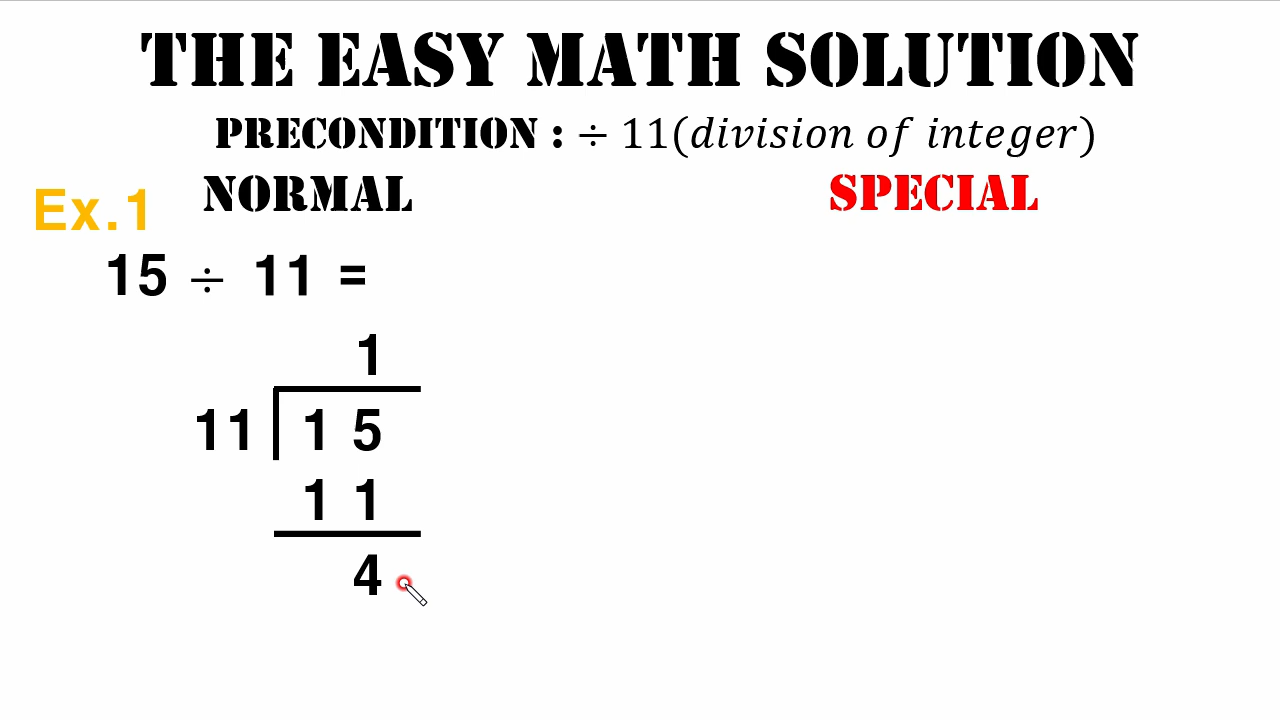 THE EASY MATH SOLUTION
PRECONDITION : ÷ 11(division of integer)
NORMAL
SPECIAL
Ex.1
15 ÷ 11 =
1
11 1 5
1 1
4